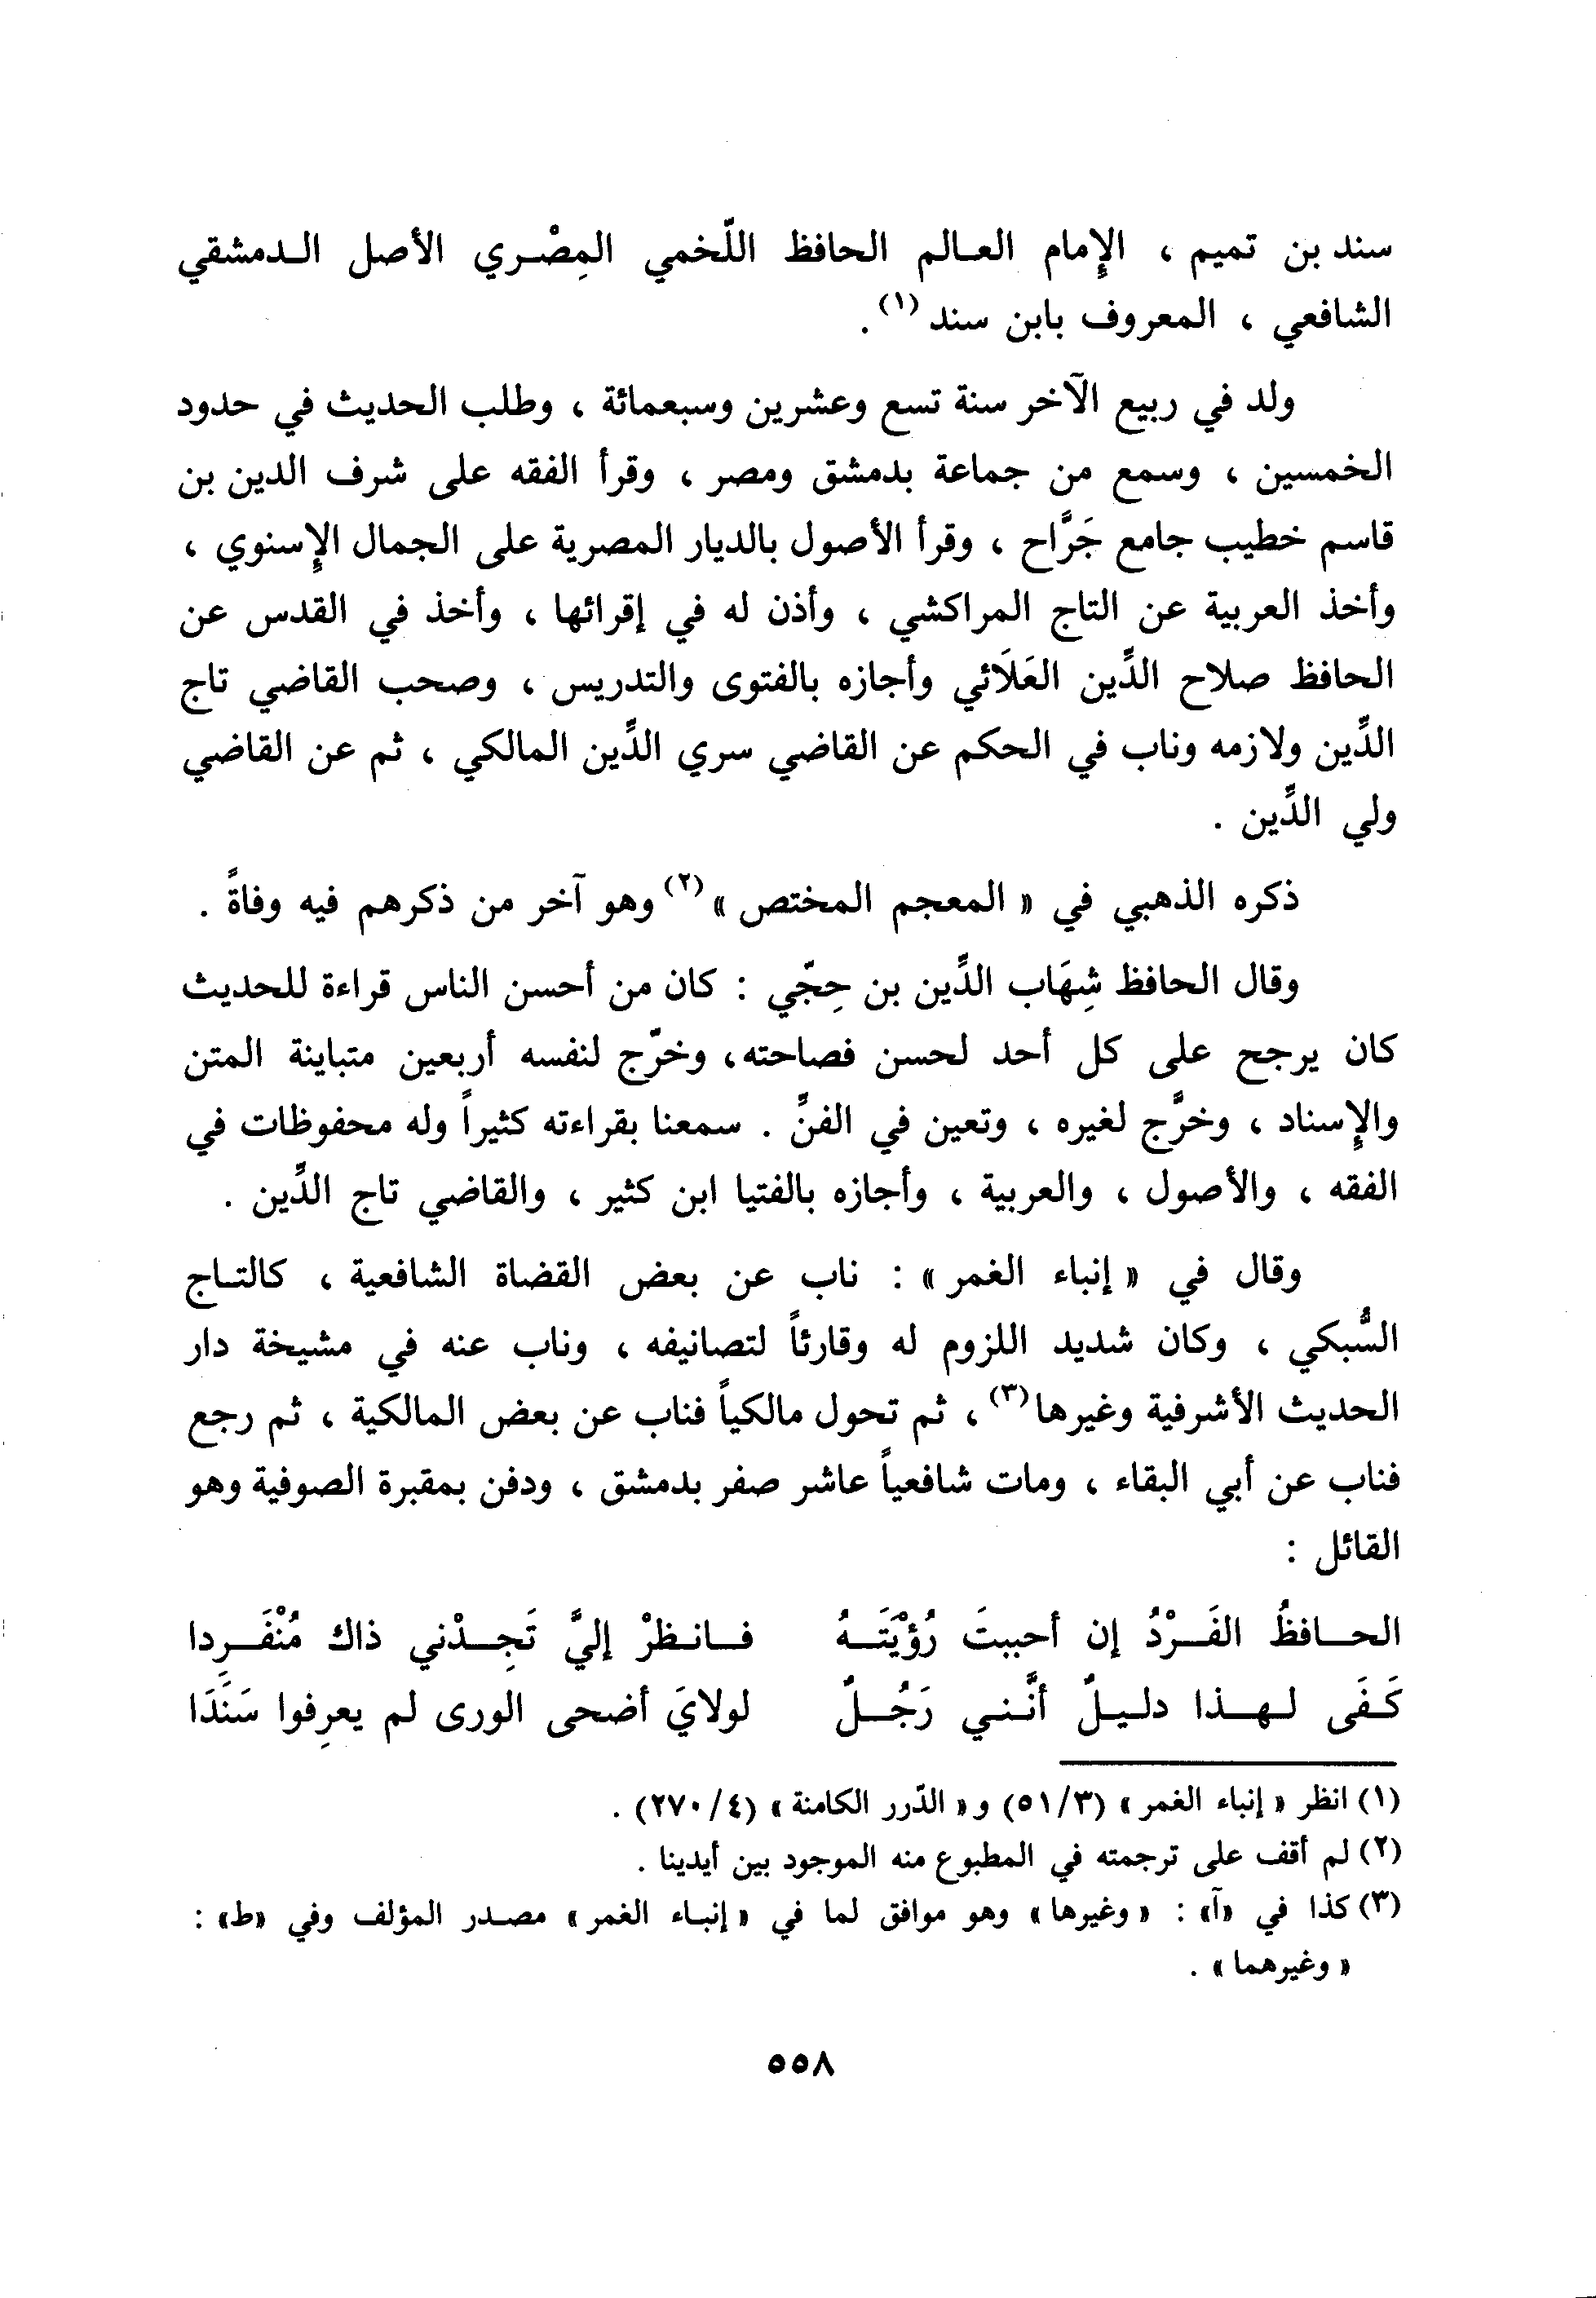 سند بن تميم ، الإِمام العالم الحافظ اللّخمي المِصْري الأصل الدمشقي
الشافعي ، المعروف بابن سند (١) .
ولد في ربيع الآخر سنة تسع وعشرين وسبعمائة ، وطلب الحديث في حدود
الخمسين ، وسمع من جماعة بدمشق ومصر ، وقرأ الفقه على شرف الدين بن
قاسم خطيب جامع جَرَّاح ، وقرأ الأصول بالديار المصرية على الجمال الإِسنوي ،
وأخذ العربية عن التاج المراكشي ، وأذن له في إقرائها ، وأخذ في القدس عن
الحافظ صلاح الدِّين العَلَائي وأجازه بالفتوى والتدريس ، وصحب القاضي تاج
الدِّين ولازمه وناب في الحكم عن القاضي سري الدِّين المالكي ، ثم عن القاضي
ولي الدِّين .
ذكره الذهبي في « المعجم المختص » (٢) وهو آخر من ذكرهم فيه وفاةً .
وقال الحافظ شِهَاب الدِّين بن حِجّي : كان من أحسن الناس قراءة للحديث
كان يرجح على كل أحد لحسن فصاحته، وخرّج لنفسه أربعين متباينة المتن
والإِسناد ، وخرَّج لغيره ، وتعين في الفنِّ . سمعنا بقراءته كثيراً وله محفوظات في
الفقه ، والأصول ، والعربية ، وأجازه بالفتيا ابن كثير ، والقاضي تاج الدِّين .
وقال في « إنباء الغمر » : ناب عن بعض القضاة الشافعية ، كالتاج
السُّبكي ، وكان شديد اللزوم له وقارئاً لتصانيفه ، وناب عنه في مشيخة دار
الحديث الأشرفية وغيرها (٣) ، ثم تحول مالكياً فناب عن بعض المالكية ، ثم رجع
فناب عن أبي البقاء ، ومات شافعياً عاشر صفر بدمشق ، ودفن بمقبرة الصوفية وهو
القائل :
الحافظُ الفَرْدُ إن أحببتَ رُؤْيَتَهُ فانظرْ إليَّ تَجِدْني ذاك مُنْفَرِدا
كَفَى لهذا دليلٌ أنَّني رَجُلٌ لولايَ أضحى الورى لم يعرِفوا سَنَدَا
(١) انظر « إنباء الغمر » (٥١/٣) و « الدّرر الكامنة » (٢٧٠/٤) .
(٢) لم أقف على ترجمته في المطبوع منه الموجود بين أيدينا .
(٣) كذا في «آ» : « وغيرها » وهو موافق لما في « إنباء الغمر » مصدر المؤلف وفي «ط» :
« وغيرهما » .
٥٥٨